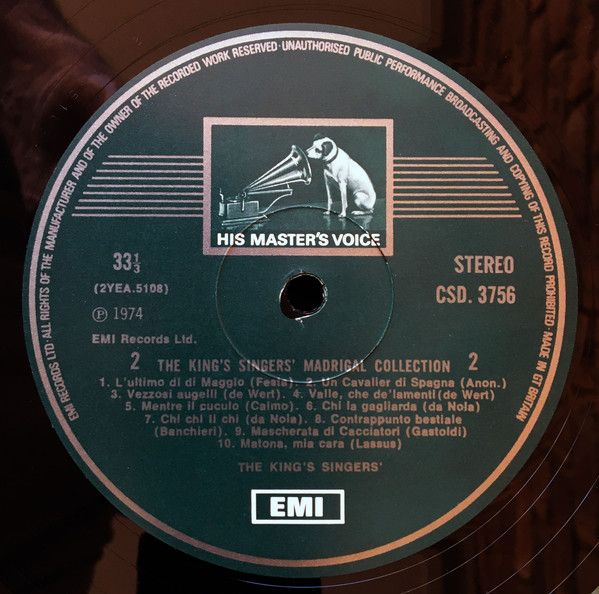 EMI RECORDS LTD·ALL RIGHTS OF THE MANUFACTURER AND OF THE OWNER OF THE RECORDED WORK RESERVED·UNAUTHORISED PUBLIC PERFORMANCE BROADCASTING AND COPYING OF THIS RECORD PROHIBITED·MADE IN GT BRITAIN
HIS MASTER'S VOICE
33⅓ STEREO
(2YEA.5108) CSD. 3756
Ⓟ 1974
EMI Records Ltd.
2 THE KING'S SINGERS' MADRIGAL COLLECTION 2
1. L'ultimo di di Maggio (Festa). 2. Un Cavalier di Spagna (Anon.)
3. Vezzosi augelli (de Wert). 4. Valle, che de'lamenti(de Wert)
5. Mentre il cuculo (Caimo). 6. Chi la gagliarda (da Nola)
7. Chi chi li chi (da Nola). 8. Contrappunto bestiale
(Banchieri). 9. Mascherata di Cacciatori (Gastoldi)
10. Matona, mia cara (Lassus)
THE KING'S SINGERS'
EMI